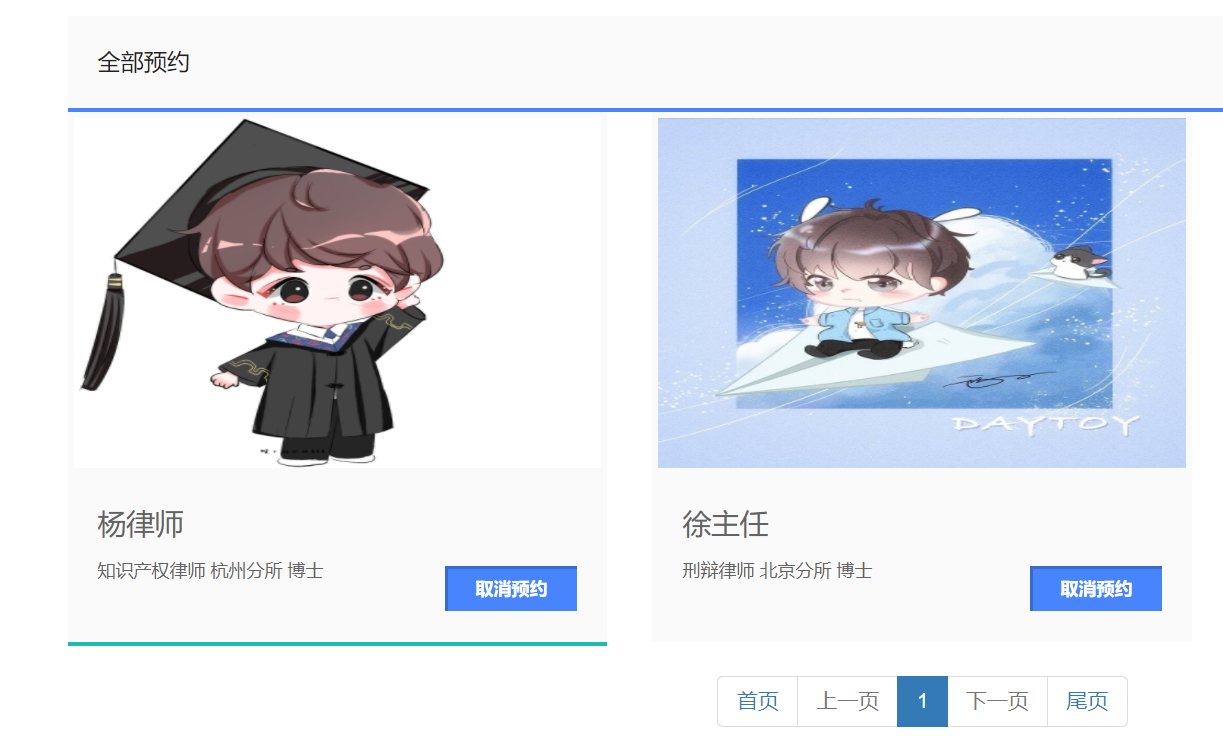 全部预约
DAYTOY
杨律师
知识产权律师 杭州分所 博士
取消预约
徐主任
刑辩律师 北京分所 博士
取消预约
首页 上一页 1 下一页 尾页